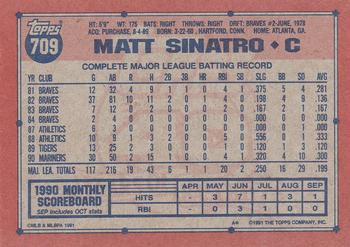 Topps
709
HT: 5'9" WT: 175 BATS: RIGHT THROWS: RIGHT DRAFT: BRAVES #2-JUNE, 1978
ACQ: PURCHASE, 8-4-89 BORN: 3-22-60, HARTFORD, CONN. HOME: ATLANTA, GA.
MATT SINATRO • C
COMPLETE MAJOR LEAGUE BATTING RECORD
YR CLUB G AB R H 2B 3B HR RBI SB SLG BB SO AVG
81 BRAVES 12 32 4 9 1 1 0 4 1 .375 5 4 .281
82 BRAVES 37 81 10 11 2 0 1 4 0 .198 4 9 .136
83 BRAVES 7 12 0 2 0 0 0 2 0 .167 2 1 .167
84 BRAVES 2 4 0 0 0 0 0 0 0 .000 0 0 .000
87 ATHLETICS 6 3 0 0 0 0 0 0 0 .000 0 1 .000
88 ATHLETICS 10 9 1 3 2 0 0 5 0 .556 0 1 .333
89 TIGERS 13 25 2 3 0 0 0 1 0 .120 1 3 .120
90 MARINERS 30 50 2 15 1 0 0 4 1 .320 4 10 .300
MAJ. LEA. TOTALS 117 216 19 43 6 1 1 20 2 .250 16 29 .199
1990 MONTHLY
SCOREBOARD
SEP includes OCT stats
APR MAY JUN JUL AUG SEP
HITS - 3 7 1 3 1
RBI - - 3 1 - -
©MLB & MLBPA 1991
A*
©1991 THE TOPPS COMPANY, INC.